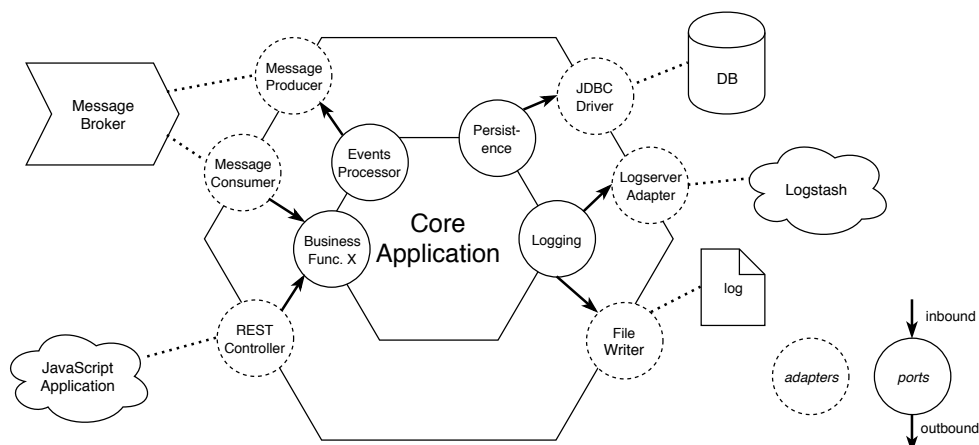 Message
Broker
Message
Producer
Message
Consumer
Events
Processor
Persist-
ence
JDBC
Driver
DB
Logserver
Adapter
Logstash
Core
Application
Business
Func. X
Logging
log
REST
Controller
File
Writer
JavaScript
Application
inbound
adapters
ports
outbound